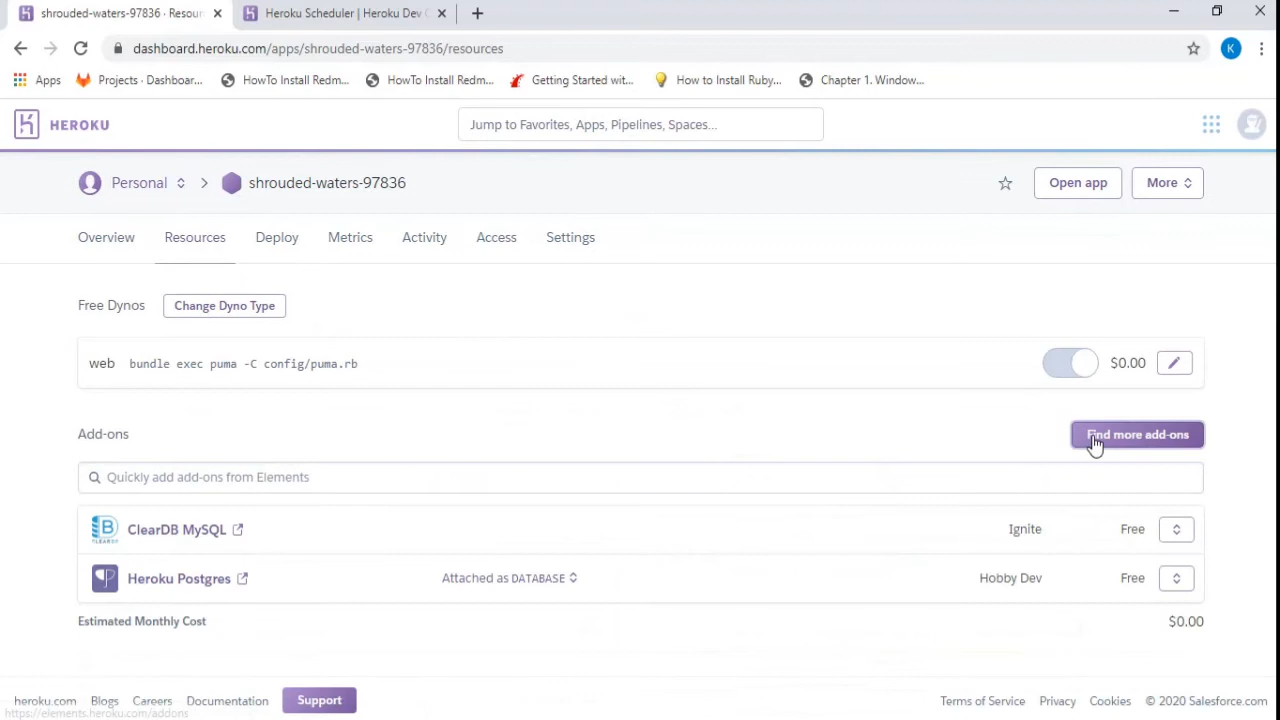 shrouded-waters-97836 · Resour
Heroku Scheduler | Heroku Dev C
dashboard.heroku.com/apps/shrouded-waters-97836/resources
K
Apps
Projects · Dashboar...
HowTo Install Redm...
HowTo Install Redm...
Getting Started wit...
How to Install Ruby...
Chapter 1. Window...
HEROKU
Jump to Favorites, Apps, Pipelines, Spaces...
Personal
shrouded-waters-97836
Open app
More
Overview
Resources
Deploy
Metrics
Activity
Access
Settings
Free Dynos
Change Dyno Type
web bundle exec puma -C config/puma.rb
$0.00
Add-ons
Find more add-ons
Quickly add add-ons from Elements
ClearDB MySQL
Ignite
Free
Heroku Postgres
Attached as DATABASE
Hobby Dev
Free
Estimated Monthly Cost
$0.00
heroku.com
Blogs
Careers
Documentation
Support
Terms of Service
Privacy
Cookies
© 2020 Salesforce.com
https://elements.heroku.com/addons